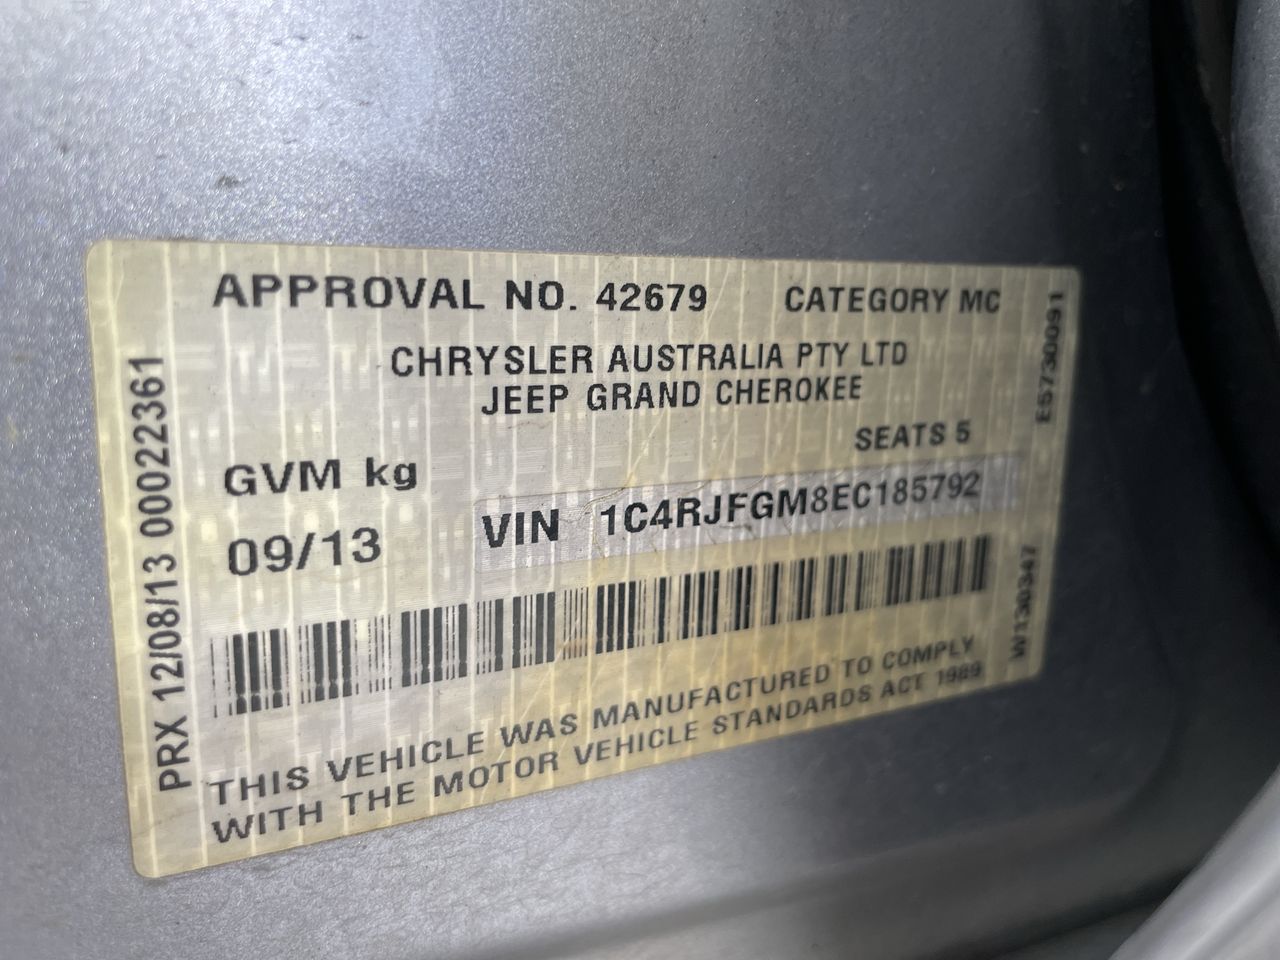 APPROVAL NO. 42679 CATEGORY MC
CHRYSLER AUSTRALIA PTY LTD
JEEP GRAND CHEROKEE
SEATS 5
GVM kg
VIN 1C4RJFGM8EC185792
09/13
THIS VEHICLE WAS MANUFACTURED TO COMPLY
WITH THE MOTOR VEHICLE STANDARDS ACT 1989
PRX 12/08/13 00022361
E5730091
W130347